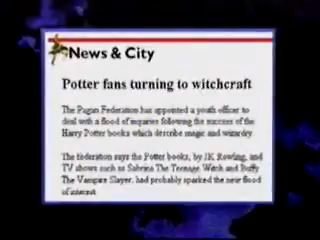 News & City
Potter fans turning to witchcraft
The Pagan Federation has appointed a youth officer to
deal with a flood of inquiries following the success of the
Harry Potter books which describe magic and wizardry.
The federation says the Potter books, by JK Rowling, and
TV shows such as Sabrina The Teenage Witch and Buffy
The Vampire Slayer, had probably sparked the new flood
of interest.